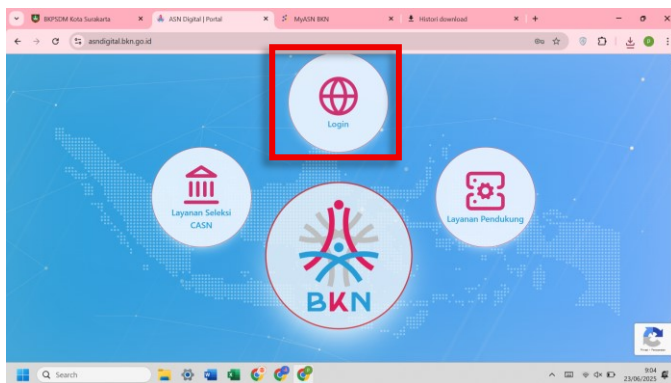 BKPSDM Kota Surakarta
ASN Digital | Portal
MyASN BKN
Histori download
asndigital.bkn.go.id
Login
Layanan Seleksi
CASN
Layanan Pendukung
BKN
Search
9:04
23/06/2025